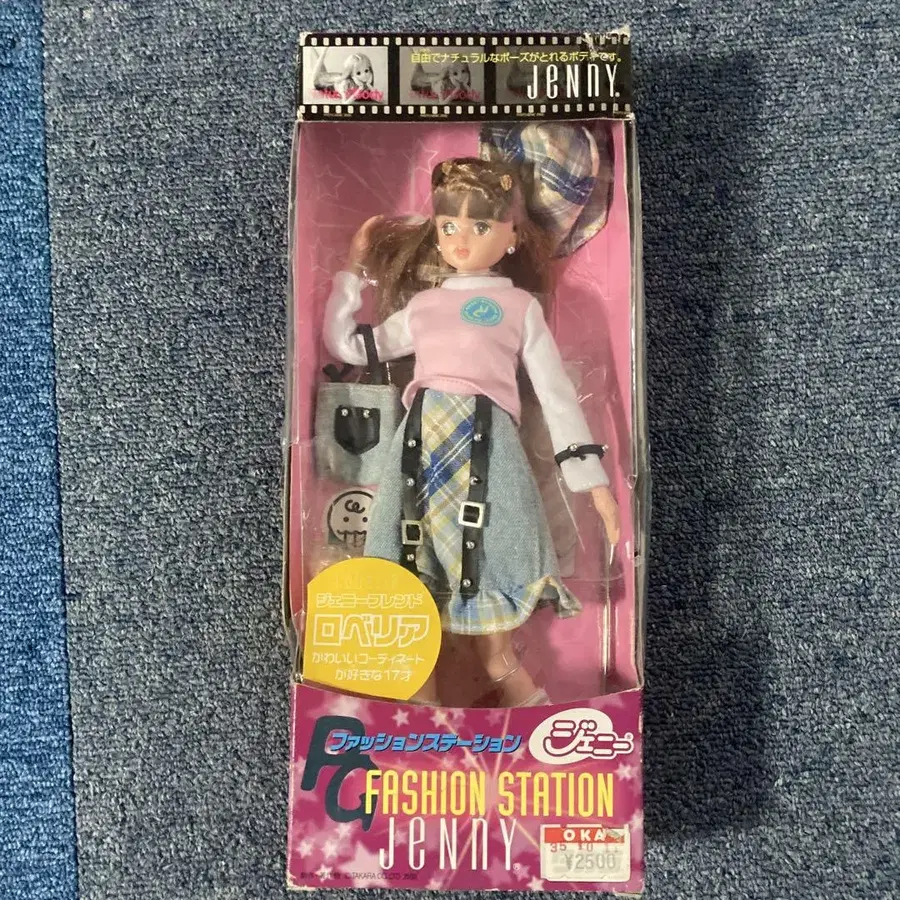 自由でナチュラルなポーズがとれるボディです。
JeNNY
ジェニーフレンド
ロベリア
かわいいコーディネート
が好きな17才
ファッションステーション
ジェニー
PG
FASHION STATION
JeNNY
OKA
¥2500